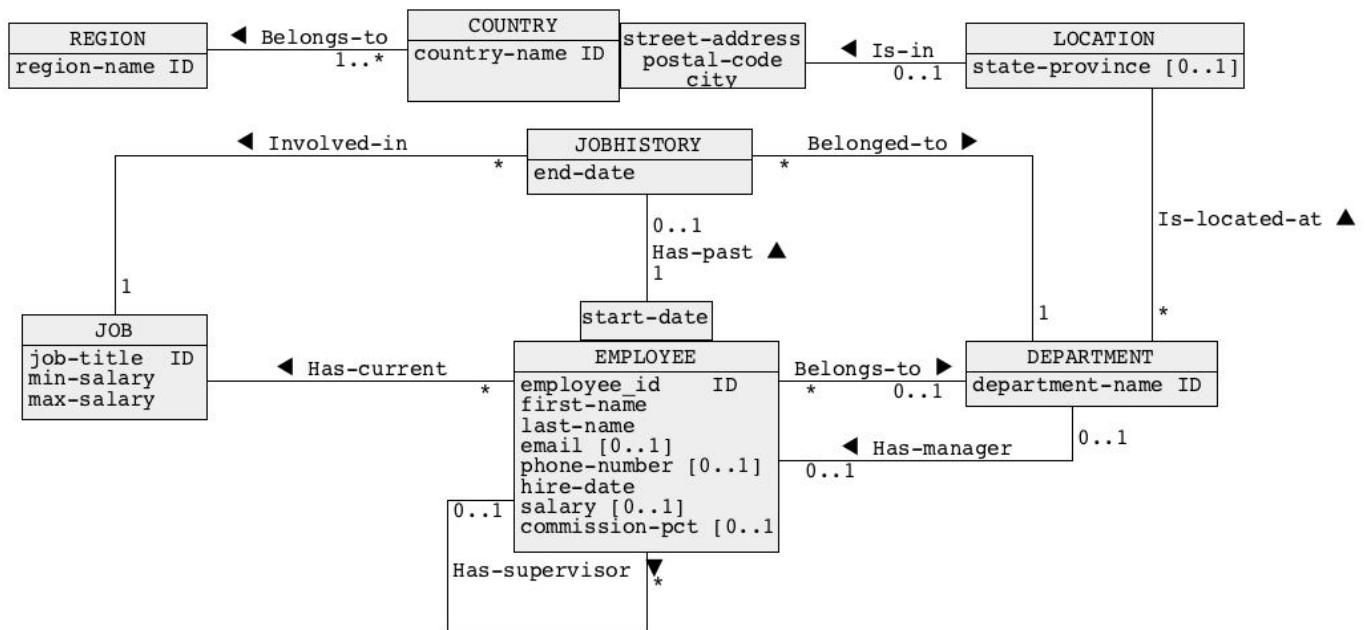 REGION
region-name ID
◀ Belongs-to
1..*
COUNTRY
country-name ID
street-address
postal-code
city
◀ Is-in
0..1
LOCATION
state-province [0..1]
◀ Involved-in
*
JOBHISTORY
end-date
Belonged-to ▶
*
0..1
Has-past ▲
1
Is-located-at ▲
1
start-date
1
*
JOB
job-title ID
min-salary
max-salary
◀ Has-current
*
EMPLOYEE
employee_id ID
first-name
last-name
email [0..1]
phone-number [0..1]
hire-date
salary [0..1]
commission-pct [0..1
Belongs-to ▶
* 0..1
DEPARTMENT
department-name ID
0..1
◀ Has-manager
0..1
0..1
Has-supervisor ▼
*